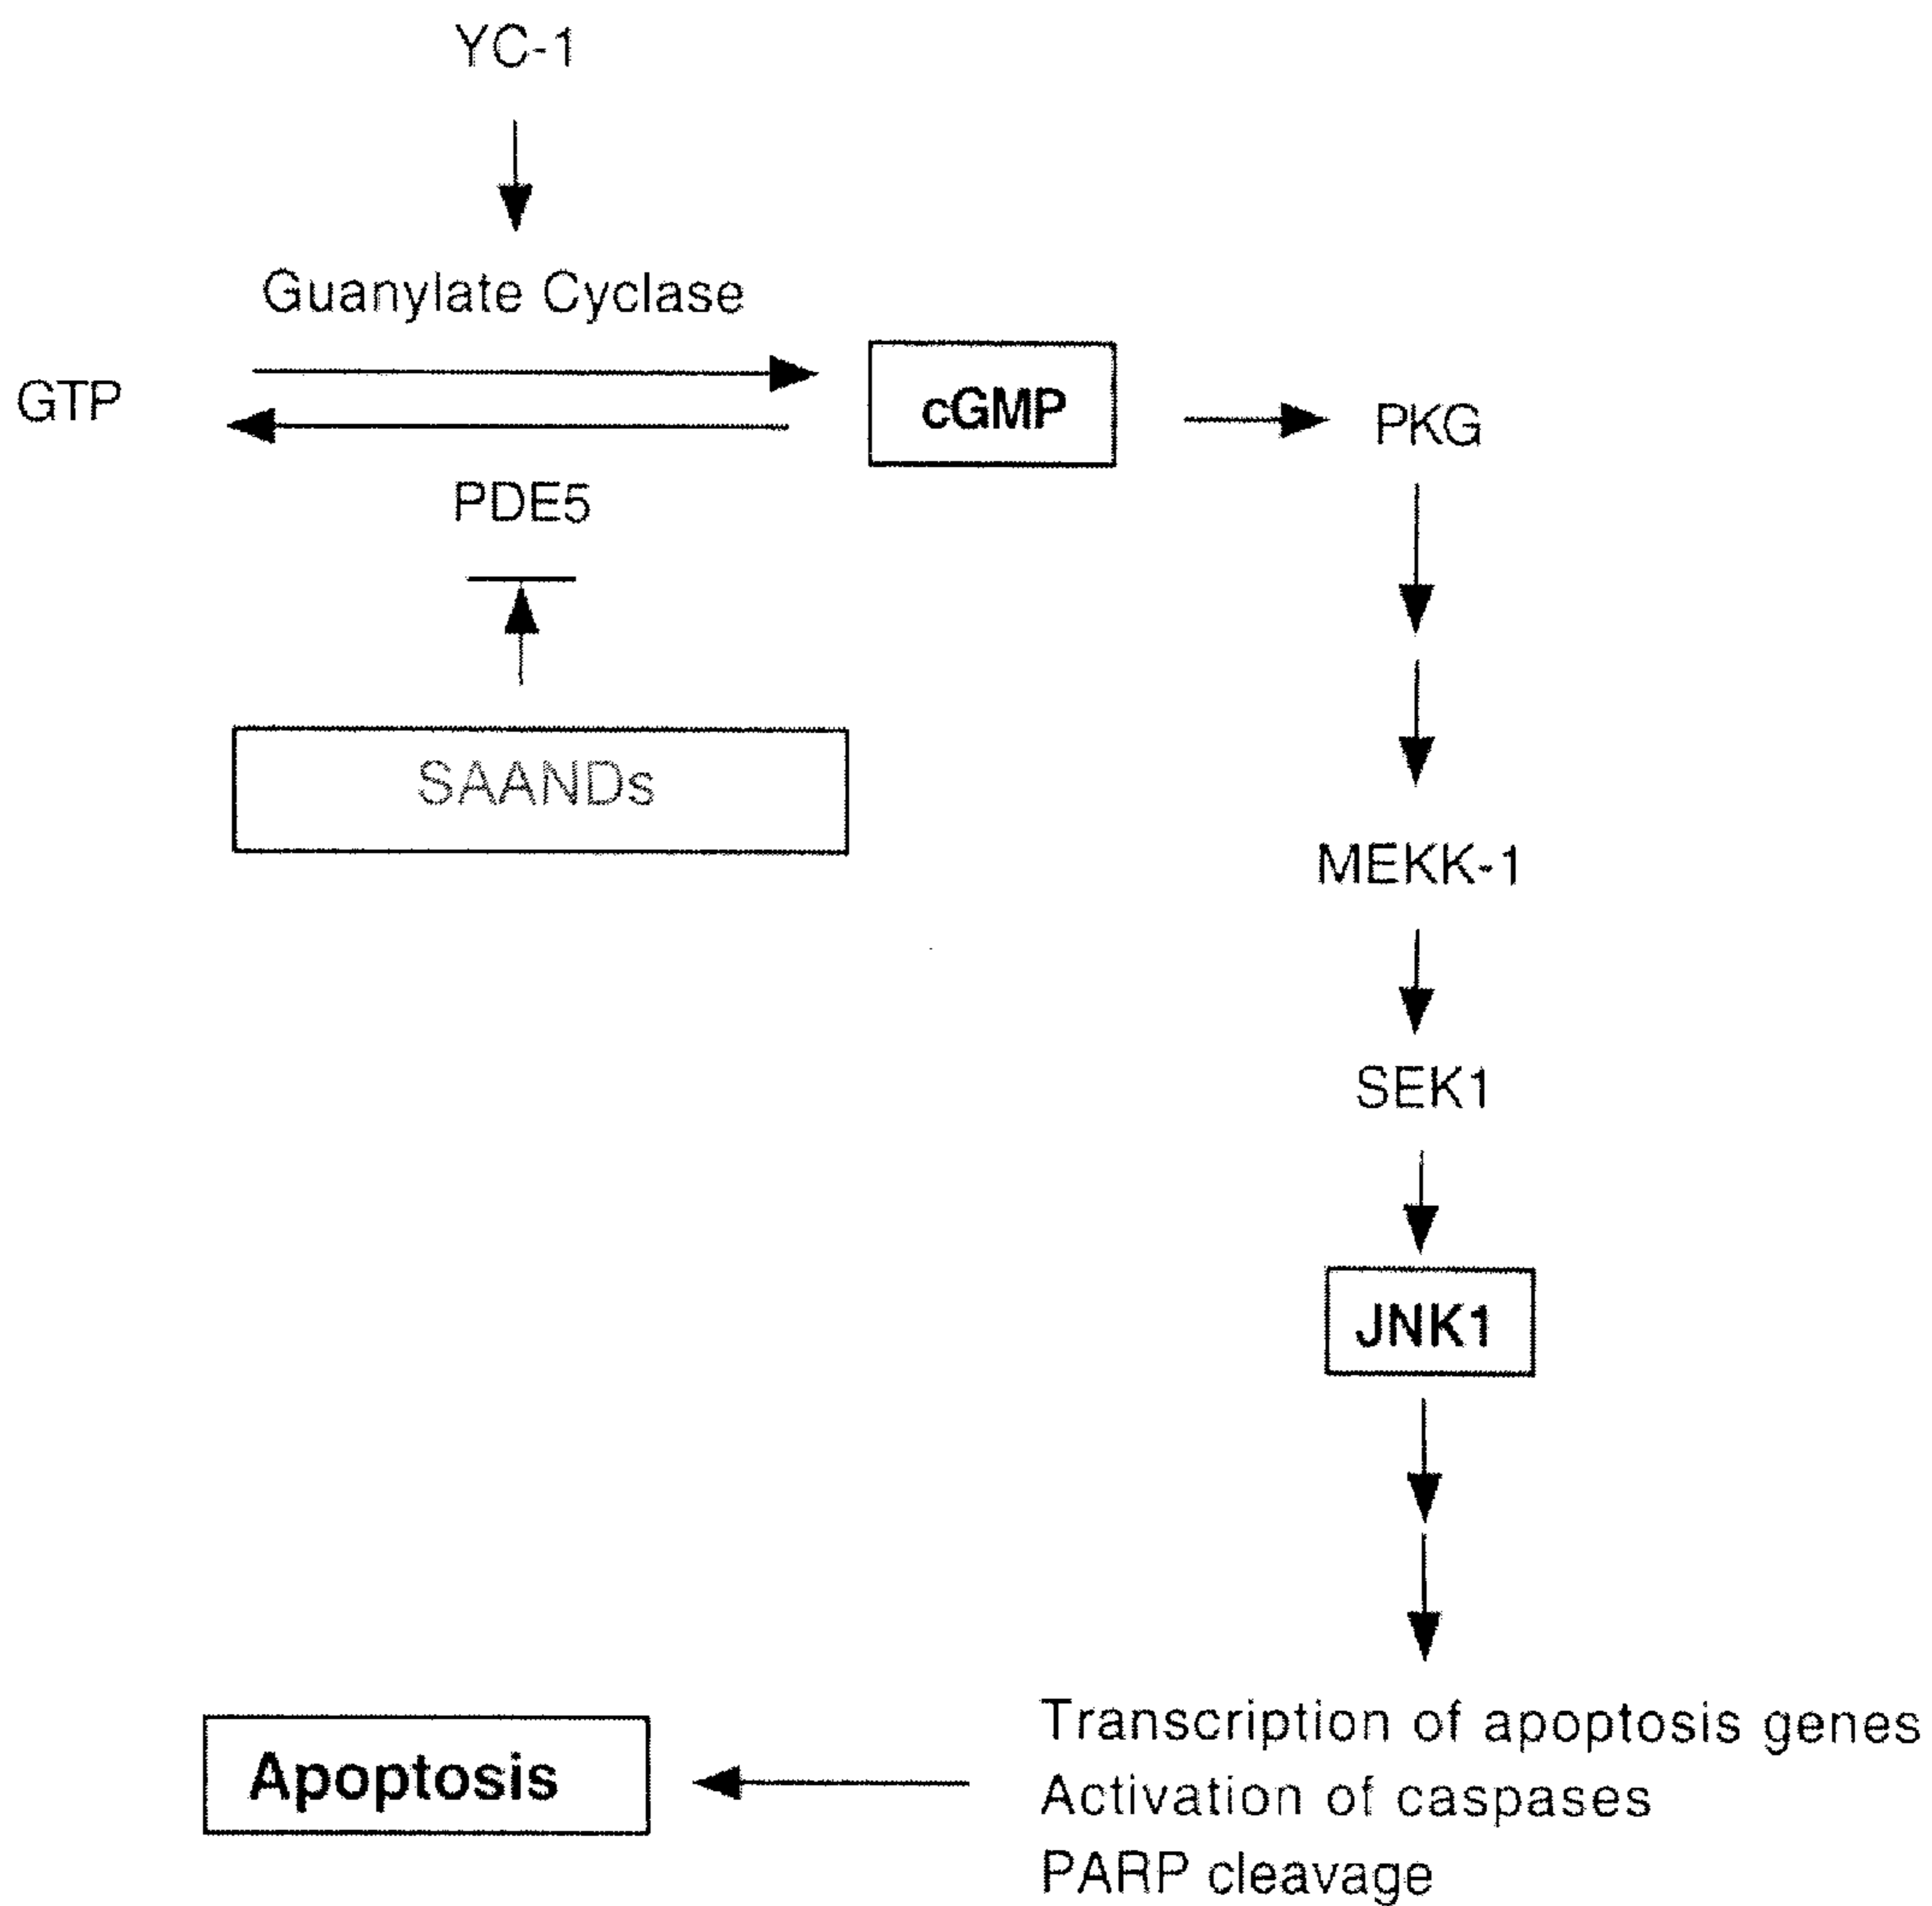 YC-1
Guanylate Cyclase
GTP
cGMP
PKG
PDE5
SAANDs
MEKK-1
SEK1
JNK1
Transcription of apoptosis genes
Activation of caspases
PARP cleavage
Apoptosis